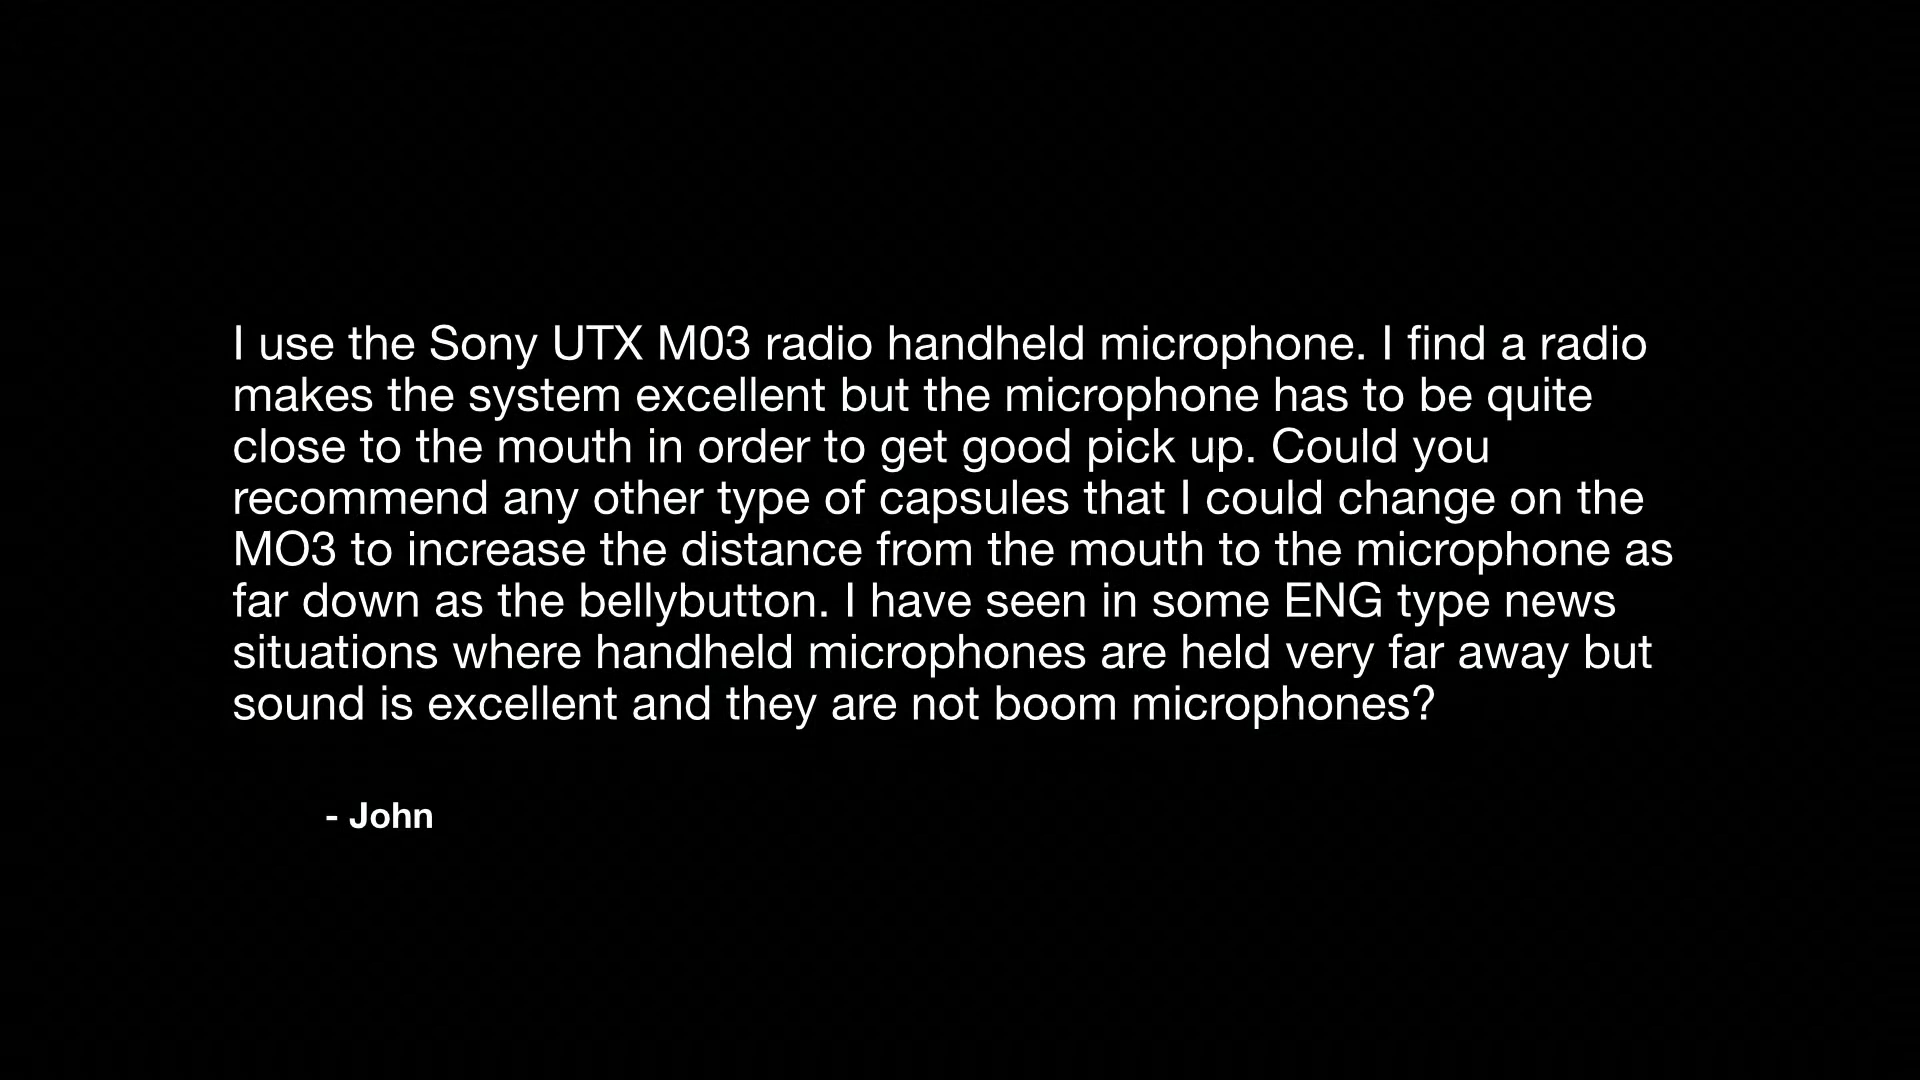 I use the Sony UTX M03 radio handheld microphone. I find a radio
makes the system excellent but the microphone has to be quite
close to the mouth in order to get good pick up. Could you
recommend any other type of capsules that I could change on the
MO3 to increase the distance from the mouth to the microphone as
far down as the bellybutton. I have seen in some ENG type news
situations where handheld microphones are held very far away but
sound is excellent and they are not boom microphones?
- John